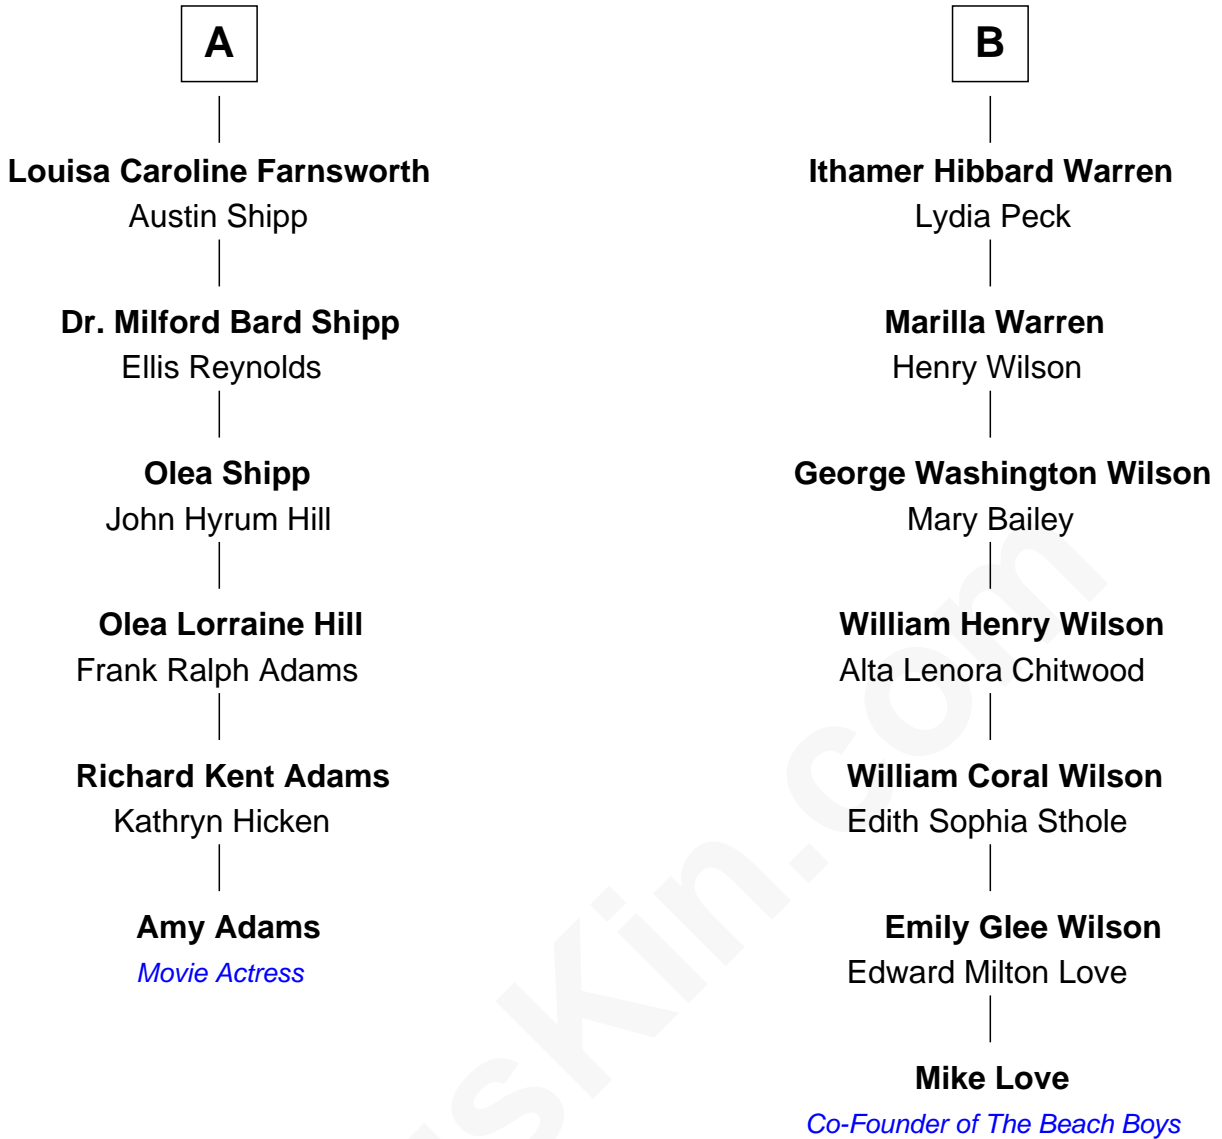 A
Louisa Caroline Farnsworth
Austin Shipp
Dr. Milford Bard Shipp
Ellis Reynolds
Olea Shipp
John Hyrum Hill
Olea Lorraine Hill
Frank Ralph Adams
Richard Kent Adams
Kathryn Hicken
Amy Adams
Movie Actress
B
Ithamer Hibbard Warren
Lydia Peck
Marilla Warren
Henry Wilson
George Washington Wilson
Mary Bailey
William Henry Wilson
Alta Lenora Chitwood
William Coral Wilson
Edith Sophia Sthole
Emily Glee Wilson
Edward Milton Love
Mike Love
Co-Founder of The Beach Boys
sKin.com